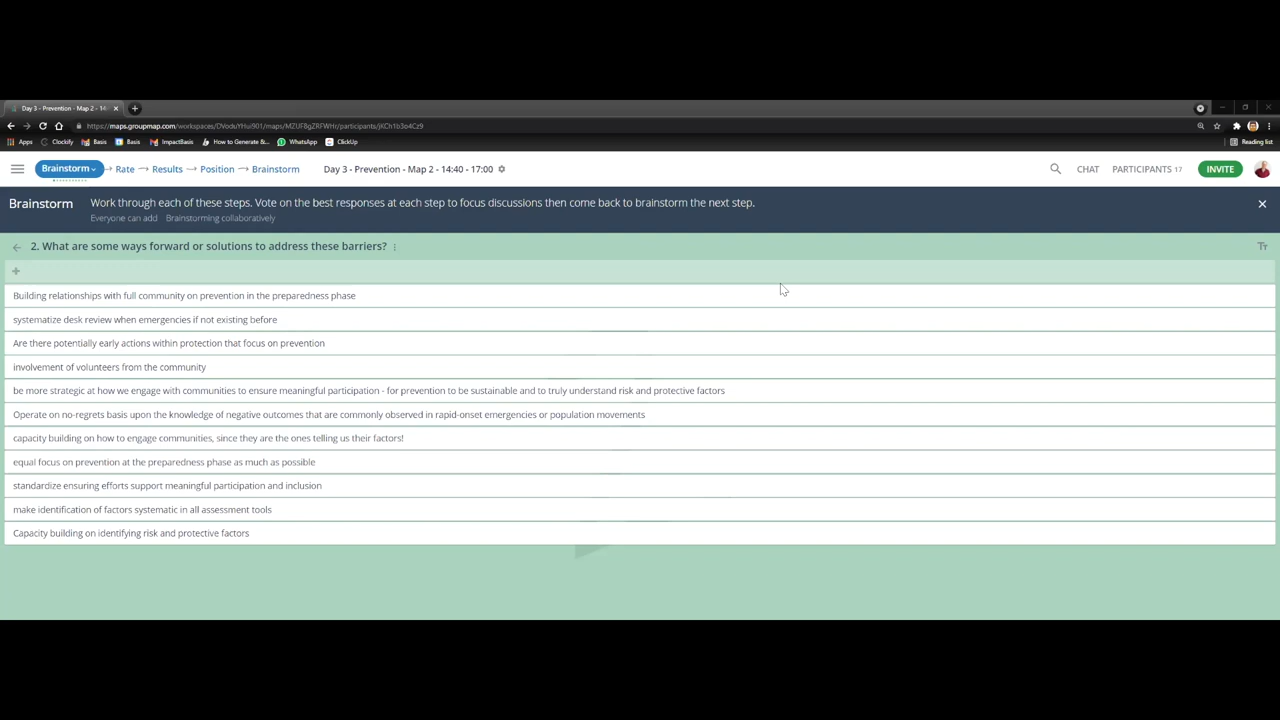 Day 3 - Prevention - Map 2 - 14:
https://maps.groupmap.com/workspaces/
Apps Clockify Basis Basis ImpactBasis How to Generate &... WhatsApp ClickUp Reading list
Brainstorm Rate Results Position Brainstorm Day 3 - Prevention - Map 2 - 14:40 - 17:00 CHAT PARTICIPANTS 17 INVITE
Brainstorm Work through each of these steps. Vote on the best responses at each step to focus discussions then come back to brainstorm the next step.
Everyone can add Brainstorming collaboratively
2. What are some ways forward or solutions to address these barriers?
Building relationships with full community on prevention in the preparedness phase
systematize desk review when emergencies if not existing before
Are there potentially early actions within protection that focus on prevention
involvement of volunteers from the community
be more strategic at how we engage with communities to ensure meaningful participation - for prevention to be sustainable and to truly understand risk and protective factors
Operate on no-regrets basis upon the knowledge of negative outcomes that are commonly observed in rapid-onset emergencies or population movements
capacity building on how to engage communities, since they are the ones telling us their factors!
equal focus on prevention at the preparedness phase as much as possible
standardize ensuring efforts support meaningful participation and inclusion
make identification of factors systematic in all assessment tools
Capacity building on identifying risk and protective factors